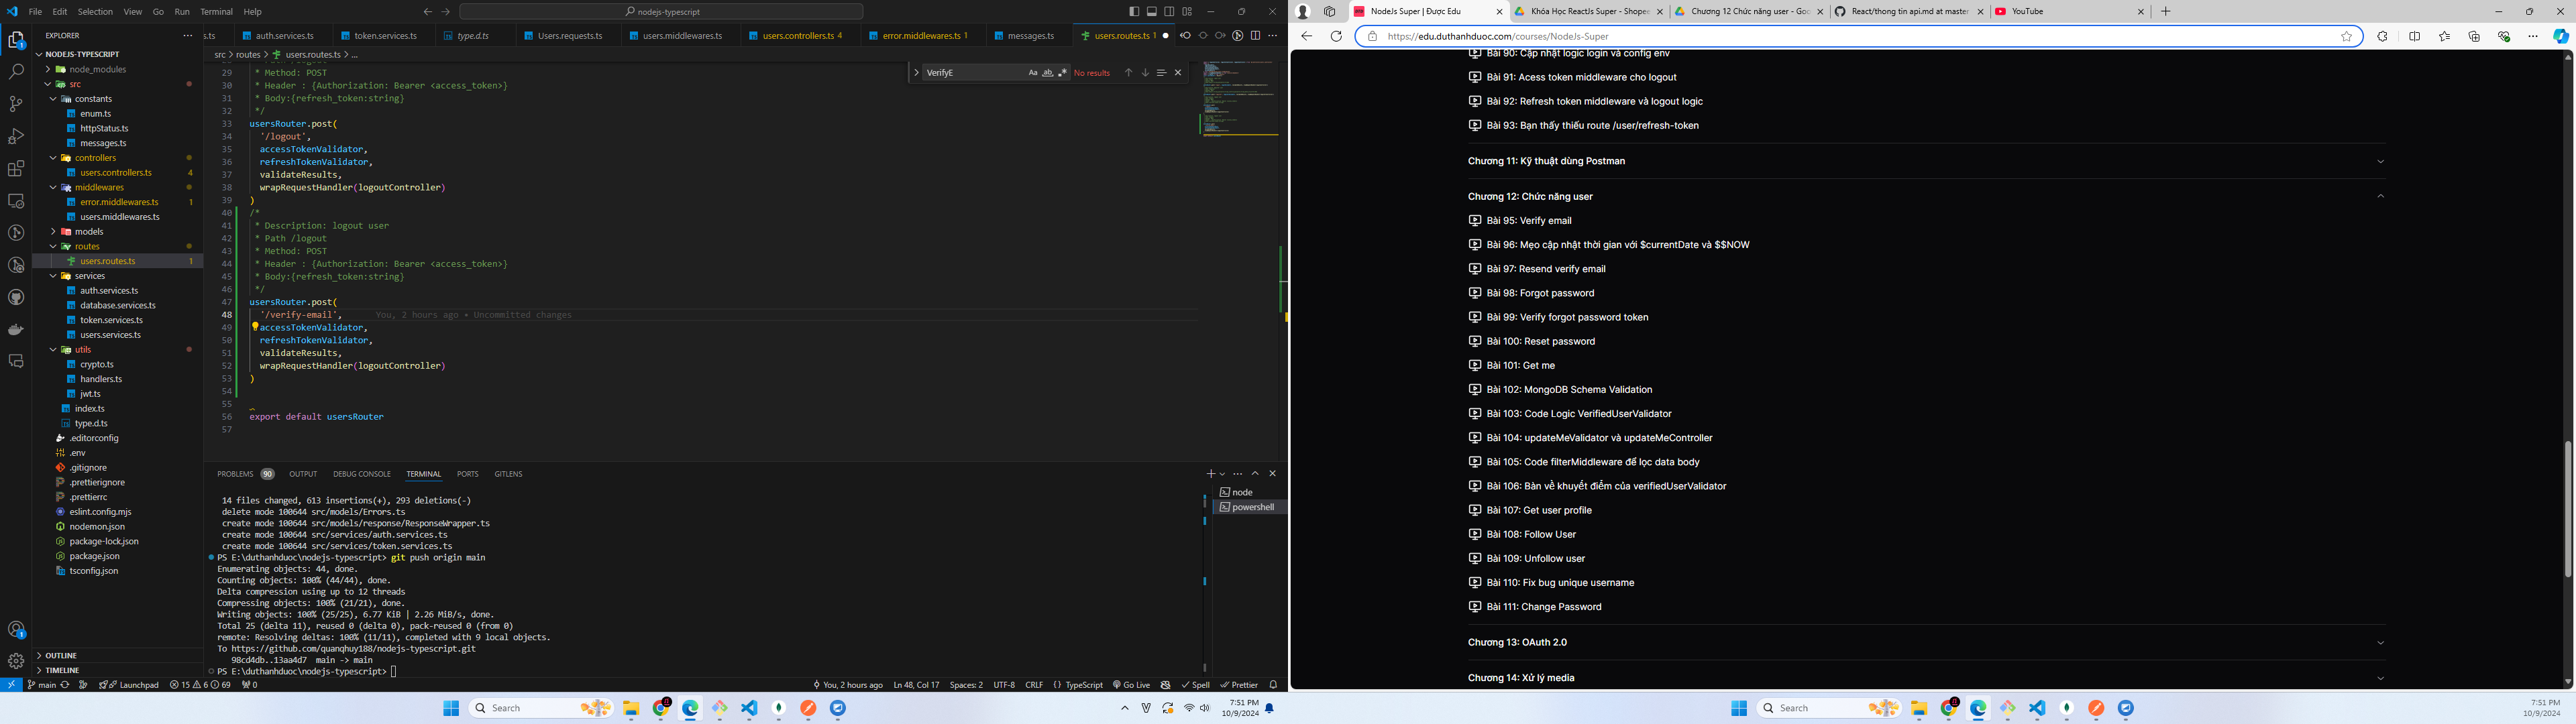 File Edit Selection View Go Run Terminal Help
nodejs-typescript
EXPLORER
NODEJS-TYPESCRIPT
node_modules
src
constants
enum.ts
httpStatus.ts
messages.ts
controllers
users.controllers.ts 4
middlewares
error.middlewares.ts 1
users.middlewares.ts
models
routes
users.routes.ts 1
services
auth.services.ts
database.services.ts
token.services.ts
users.services.ts
utils
crypto.ts
handlers.ts
jwt.ts
index.ts
type.d.ts
.editorconfig
.env
.gitignore
.prettierignore
.prettierrc
eslint.config.mjs
nodemon.json
package-lock.json
package.json
tsconfig.json
OUTLINE
TIMELINE
s.ts auth.services.ts token.services.ts type.d.ts Users.requests.ts users.middlewares.ts users.controllers.ts 4 error.middlewares.ts 1 messages.ts users.routes.ts 1
src > routes > users.routes.ts > ...
VerifyE Aa ab .* No results
29 * Method: POST
30 * Header : {Authorization: Bearer <access_token>}
31 * Body:{refresh_token:string}
32 */
33 usersRouter.post(
34 '/logout',
35 accessTokenValidator,
36 refreshTokenValidator,
37 validateResults,
38 wrapRequestHandler(logoutController)
39 )
40 /*
41 * Description: logout user
42 * Path /logout
43 * Method: POST
44 * Header : {Authorization: Bearer <access_token>}
45 * Body:{refresh_token:string}
46 */
47 usersRouter.post(
48 '/verify-email', You, 2 hours ago • Uncommitted changes
49 accessTokenValidator,
50 refreshTokenValidator,
51 validateResults,
52 wrapRequestHandler(logoutController)
53 )
54
55
56 export default usersRouter
57
PROBLEMS 90 OUTPUT DEBUG CONSOLE TERMINAL PORTS GITLENS
node
powershell
14 files changed, 613 insertions(+), 293 deletions(-)
delete mode 100644 src/models/Errors.ts
create mode 100644 src/models/response/ResponseWrapper.ts
create mode 100644 src/services/auth.services.ts
create mode 100644 src/services/token.services.ts
PS E:\duthanhduoc\nodejs-typescript> git push origin main
Enumerating objects: 44, done.
Counting objects: 100% (44/44), done.
Delta compression using up to 12 threads
Compressing objects: 100% (21/21), done.
Writing objects: 100% (25/25), 6.77 KiB | 2.26 MiB/s, done.
Total 25 (delta 11), reused 0 (delta 0), pack-reused 0 (from 0)
remote: Resolving deltas: 100% (11/11), completed with 9 local objects.
To https://github.com/quanqhuy188/nodejs-typescript.git
98cd4db..13aa4d7 main -> main
PS E:\duthanhduoc\nodejs-typescript>
main Launchpad 15 6 69 0 You, 2 hours ago Ln 48, Col 17 Spaces: 2 UTF-8 CRLF {} TypeScript Go Live Spell Prettier
Search
7:51 PM
10/9/2024
NodeJs Super | Được Edu
Khóa Học ReactJs Super - Shopee
Chương 12 Chức năng user - Goo
React/thong tin api.md at master
YouTube
https://edu.duthanhduoc.com/courses/NodeJs-Super
Bài 90: Cập nhật logic login và config env
Bài 91: Acess token middleware cho logout
Bài 92: Refresh token middleware và logout logic
Bài 93: Bạn thấy thiếu route /user/refresh-token
Chương 11: Kỹ thuật dùng Postman
Chương 12: Chức năng user
Bài 95: Verify email
Bài 96: Mẹo cập nhật thời gian với $currentDate và $$NOW
Bài 97: Resend verify email
Bài 98: Forgot password
Bài 99: Verify forgot password token
Bài 100: Reset password
Bài 101: Get me
Bài 102: MongoDB Schema Validation
Bài 103: Code Logic VerifiedUserValidator
Bài 104: updateMeValidator và updateMeController
Bài 105: Code filterMiddleware để lọc data body
Bài 106: Bàn về khuyết điểm của verifiedUserValidator
Bài 107: Get user profile
Bài 108: Follow User
Bài 109: Unfollow user
Bài 110: Fix bug unique username
Bài 111: Change Password
Chương 13: OAuth 2.0
Chương 14: Xử lý media
Search
7:51 PM
10/9/2024